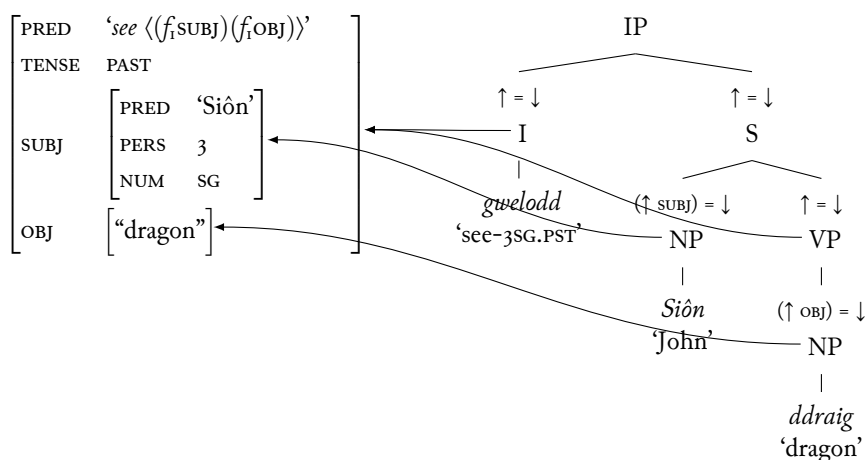 PRED ‘see ⟨(f₁SUBJ)(f₁OBJ)⟩’
TENSE PAST
SUBJ
PRED ‘Siôn’
PERS 3
NUM SG
OBJ [“dragon”]
IP
↑ = ↓ ↑ = ↓
I S
gwelodd
‘see-3SG.PST’
(↑ SUBJ) = ↓ ↑ = ↓
NP VP
Siôn
‘John’
(↑ OBJ) = ↓
NP
ddraig
‘dragon’